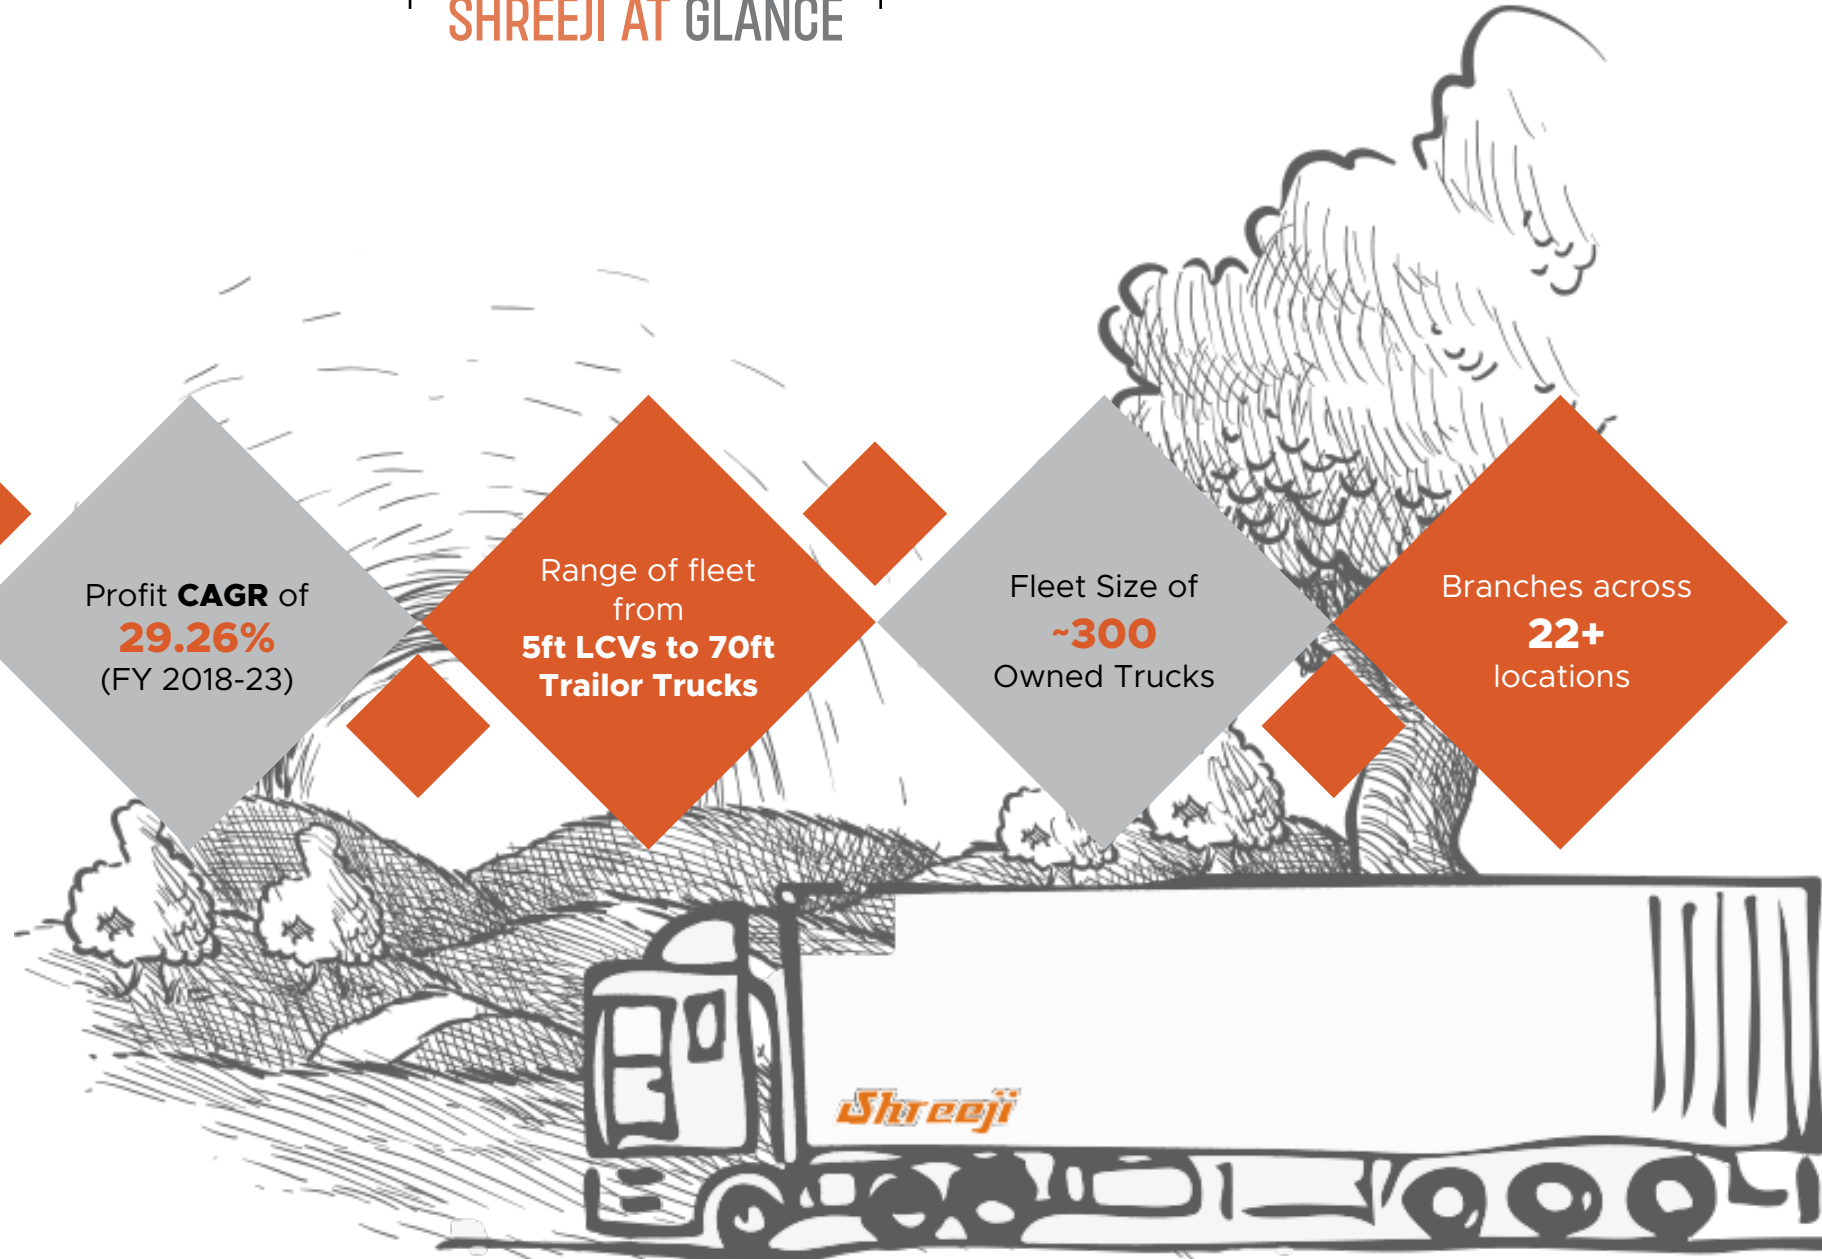 SHREEJI AT GLANCE
Profit CAGR of
29.26%
(FY 2018-23)
Range of fleet
from
5ft LCVs to 70ft
Trailor Trucks
Fleet Size of
~300
Owned Trucks
Branches across
22+
locations
Shreeji